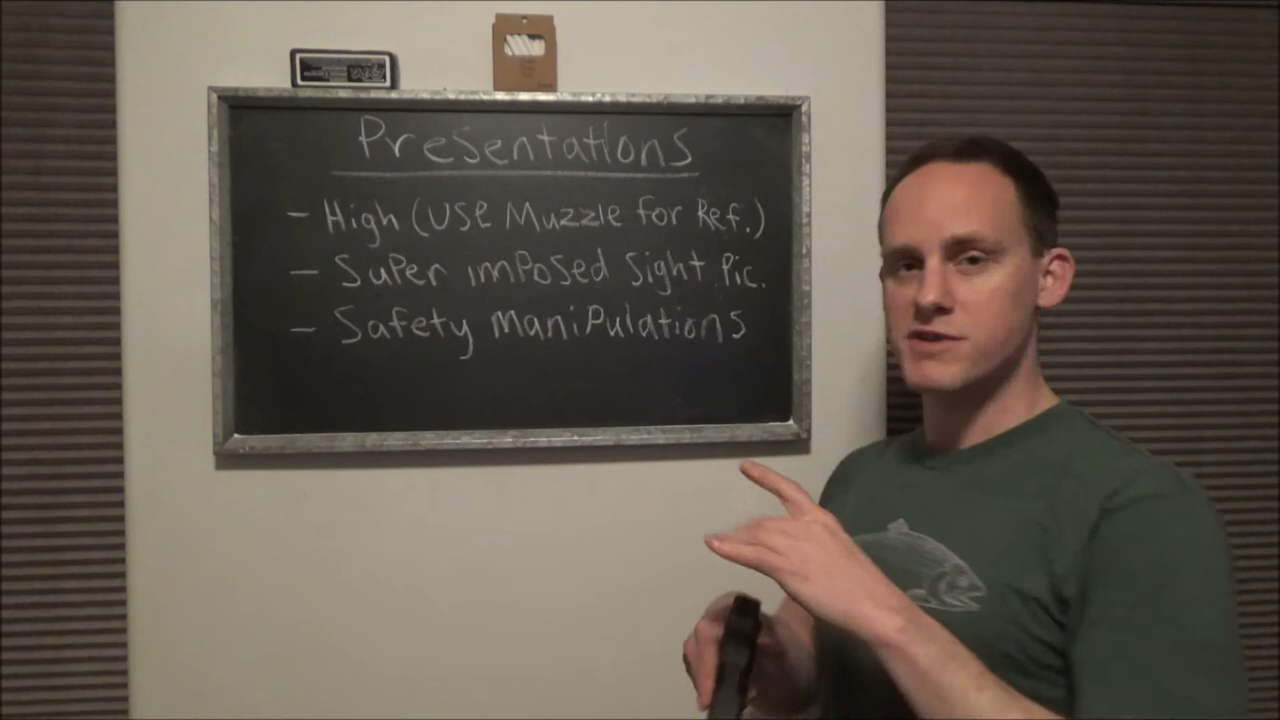 Presentations
- High (Use Muzzle for Ref.)
- Super imposed Sight Pic.
- Safety Manipulations